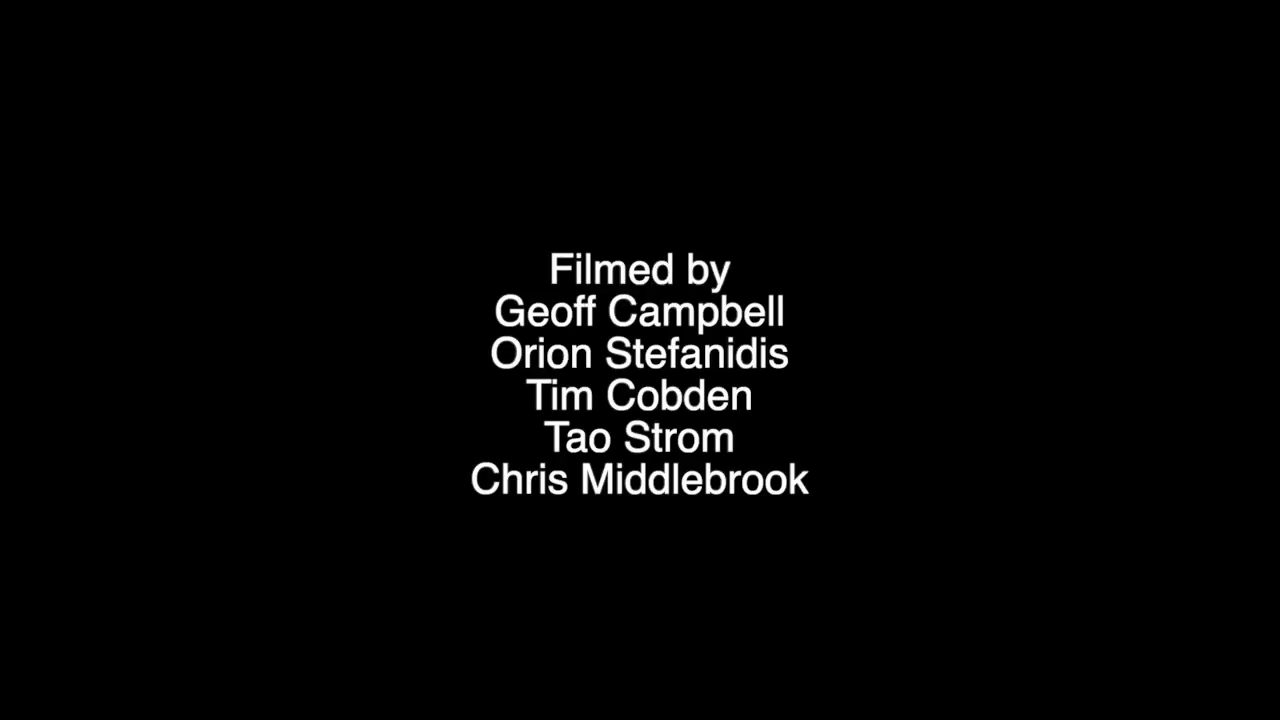 Filmed by
Geoff Campbell
Orion Stefanidis
Tim Cobden
Tao Strom
Chris Middlebrook